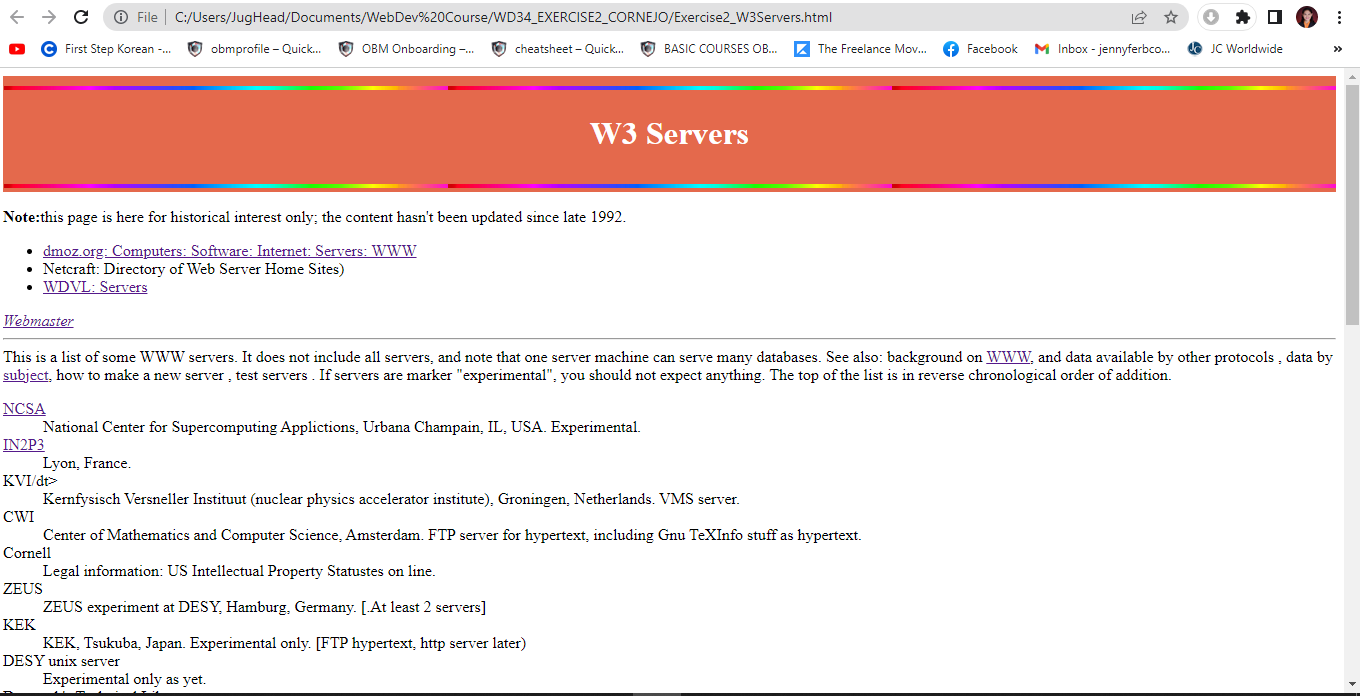 File C:/Users/JugHead/Documents/WebDev%20Course/WD34_EXERCISE2_CORNEJO/Exercise2_W3Servers.html
First Step Korean -... obmprofile – Quick... OBM Onboarding –... cheatsheet – Quick... BASIC COURSES OB... The Freelance Mov... Facebook Inbox - jennyferbco... JC Worldwide »
W3 Servers
Note:this page is here for historical interest only; the content hasn't been updated since late 1992.
• dmoz.org: Computers: Software: Internet: Servers: WWW
• Netcraft: Directory of Web Server Home Sites)
• WDVL: Servers
Webmaster
This is a list of some WWW servers. It does not include all servers, and note that one server machine can serve many databases. See also: background on WWW, and data available by other protocols , data by
subject, how to make a new server , test servers . If servers are marker "experimental", you should not expect anything. The top of the list is in reverse chronological order of addition.
NCSA
National Center for Supercomputing Applictions, Urbana Champain, IL, USA. Experimental.
IN2P3
Lyon, France.
KVI/dt>
Kernfysisch Versneller Instituut (nuclear physics accelerator institute), Groningen, Netherlands. VMS server.
CWI
Center of Mathematics and Computer Science, Amsterdam. FTP server for hypertext, including Gnu TeXInfo stuff as hypertext.
Cornell
Legal information: US Intellectual Property Statustes on line.
ZEUS
ZEUS experiment at DESY, Hamburg, Germany. [.At least 2 servers]
KEK
KEK, Tsukuba, Japan. Experimental only. [FTP hypertext, http server later)
DESY unix server
Experimental only as yet.